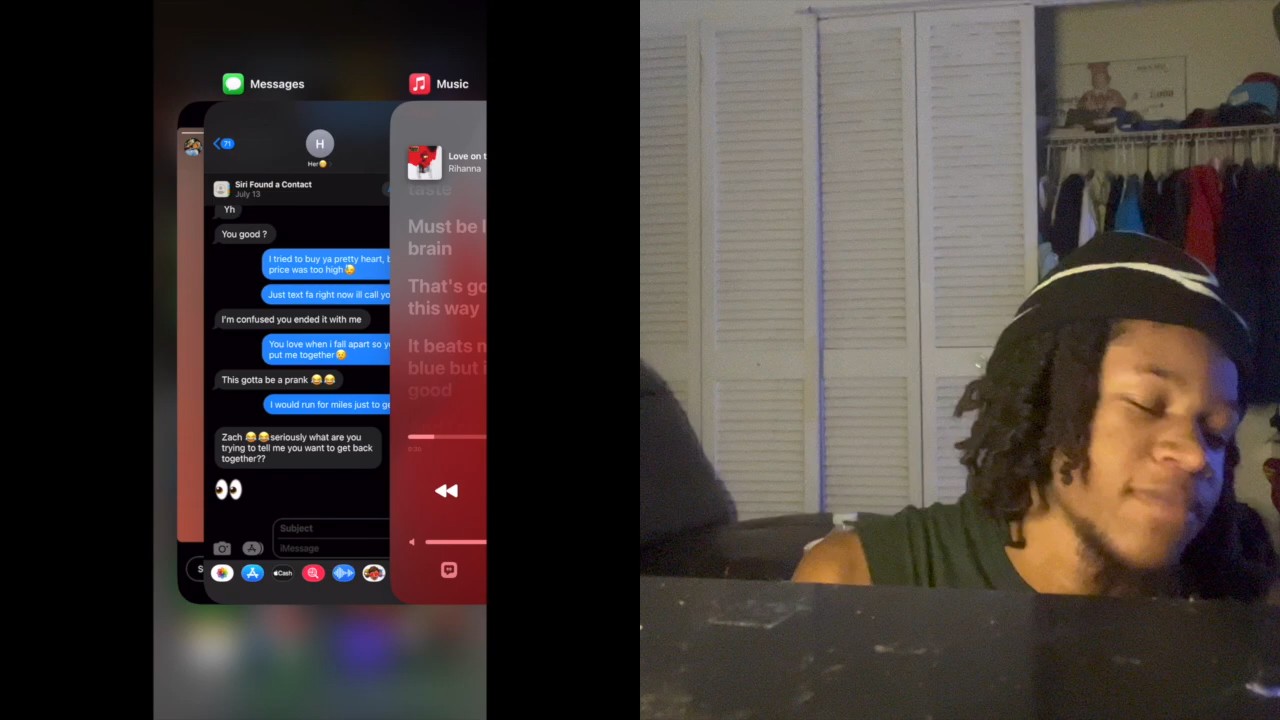 Messages
Music
71
H
Her😘
Siri Found a Contact
July 13
Yh
You good ?
I tried to buy ya pretty heart, b
price was too high😅
Just text fa right now ill call yo
I'm confused you ended it with me
You love when i fall apart so y
put me together😥
This gotta be a prank 😂😂
I would run for miles just to ge
Zach 😂😂seriously what are you
trying to tell me you want to get back
together??
👀
Subject
iMessage
Cash
S
Love on t
Rihanna
taste
Must be l
brain
That's go
this way
It beats m
blue but i
good
0:30